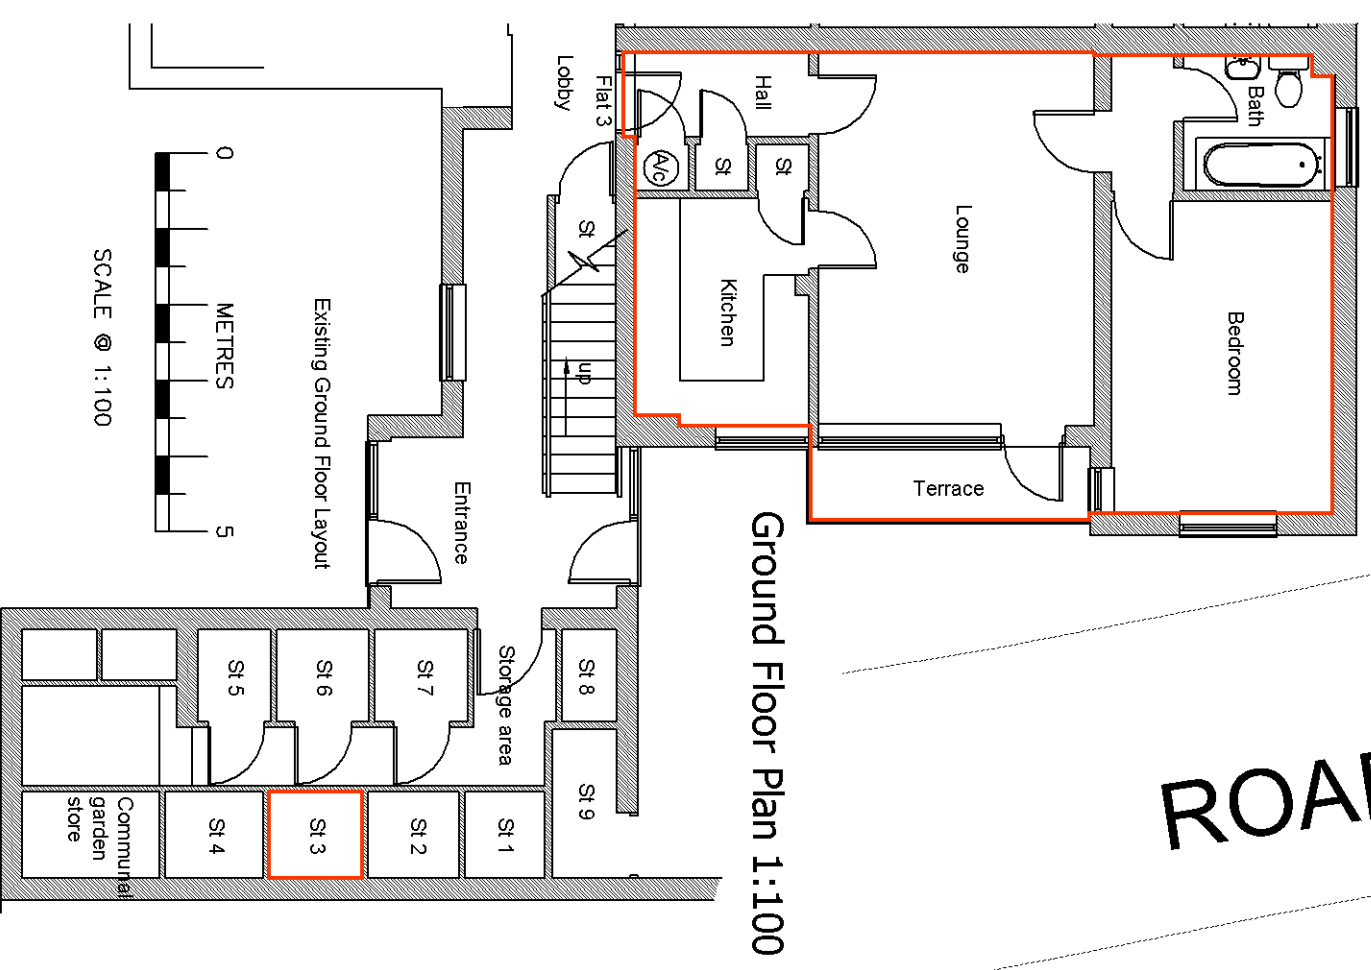 Lobby
Flat 3
Hall
Bath
A/c
St
St
St
Lounge
Kitchen
Bedroom
up
Terrace
Entrance
0
METRES
5
SCALE @ 1:100
Existing Ground Floor Layout
Ground Floor Plan 1:100
St 5
St 6
St 7
Storage area
St 8
St 9
Communal
garden
store
St 4
St 3
St 2
St 1